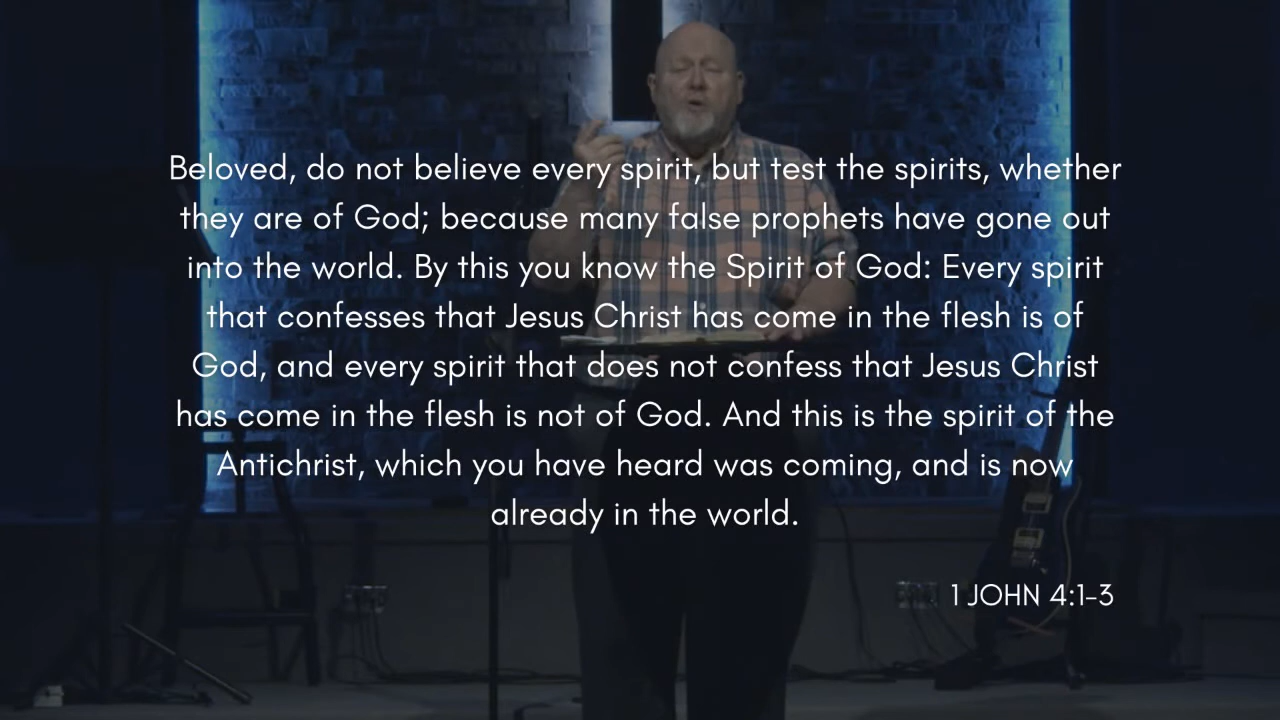 Beloved, do not believe every spirit, but test the spirits, whether
they are of God; because many false prophets have gone out
into the world. By this you know the Spirit of God: Every spirit
that confesses that Jesus Christ has come in the flesh is of
God, and every spirit that does not confess that Jesus Christ
has come in the flesh is not of God. And this is the spirit of the
Antichrist, which you have heard was coming, and is now
already in the world.
1 JOHN 4:1-3